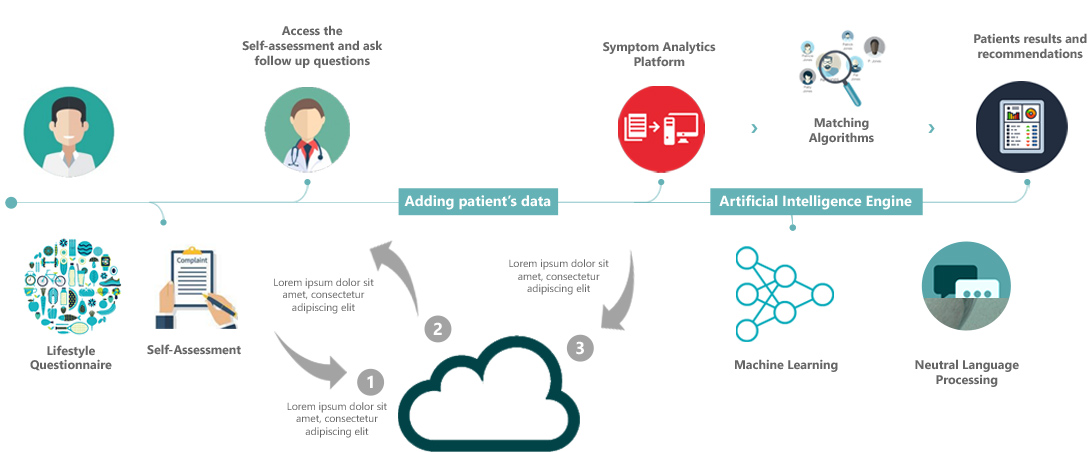 Access the
Self-assessment and ask
follow up questions
Symptom Analytics
Platform
Matching
Algorithms
Patients results and
recommendations
Adding patient's data
Artificial Intelligence Engine
Complaint
Lifestyle
Questionnaire
Self-Assessment
Lorem ipsum dolor sit
amet, consectetur
adipiscing elit
1
Lorem ipsum dolor sit
amet, consectetur
adipiscing elit
2
Lorem ipsum dolor sit
amet, consectetur
adipiscing elit
3
Machine Learning
Neutral Language
Processing